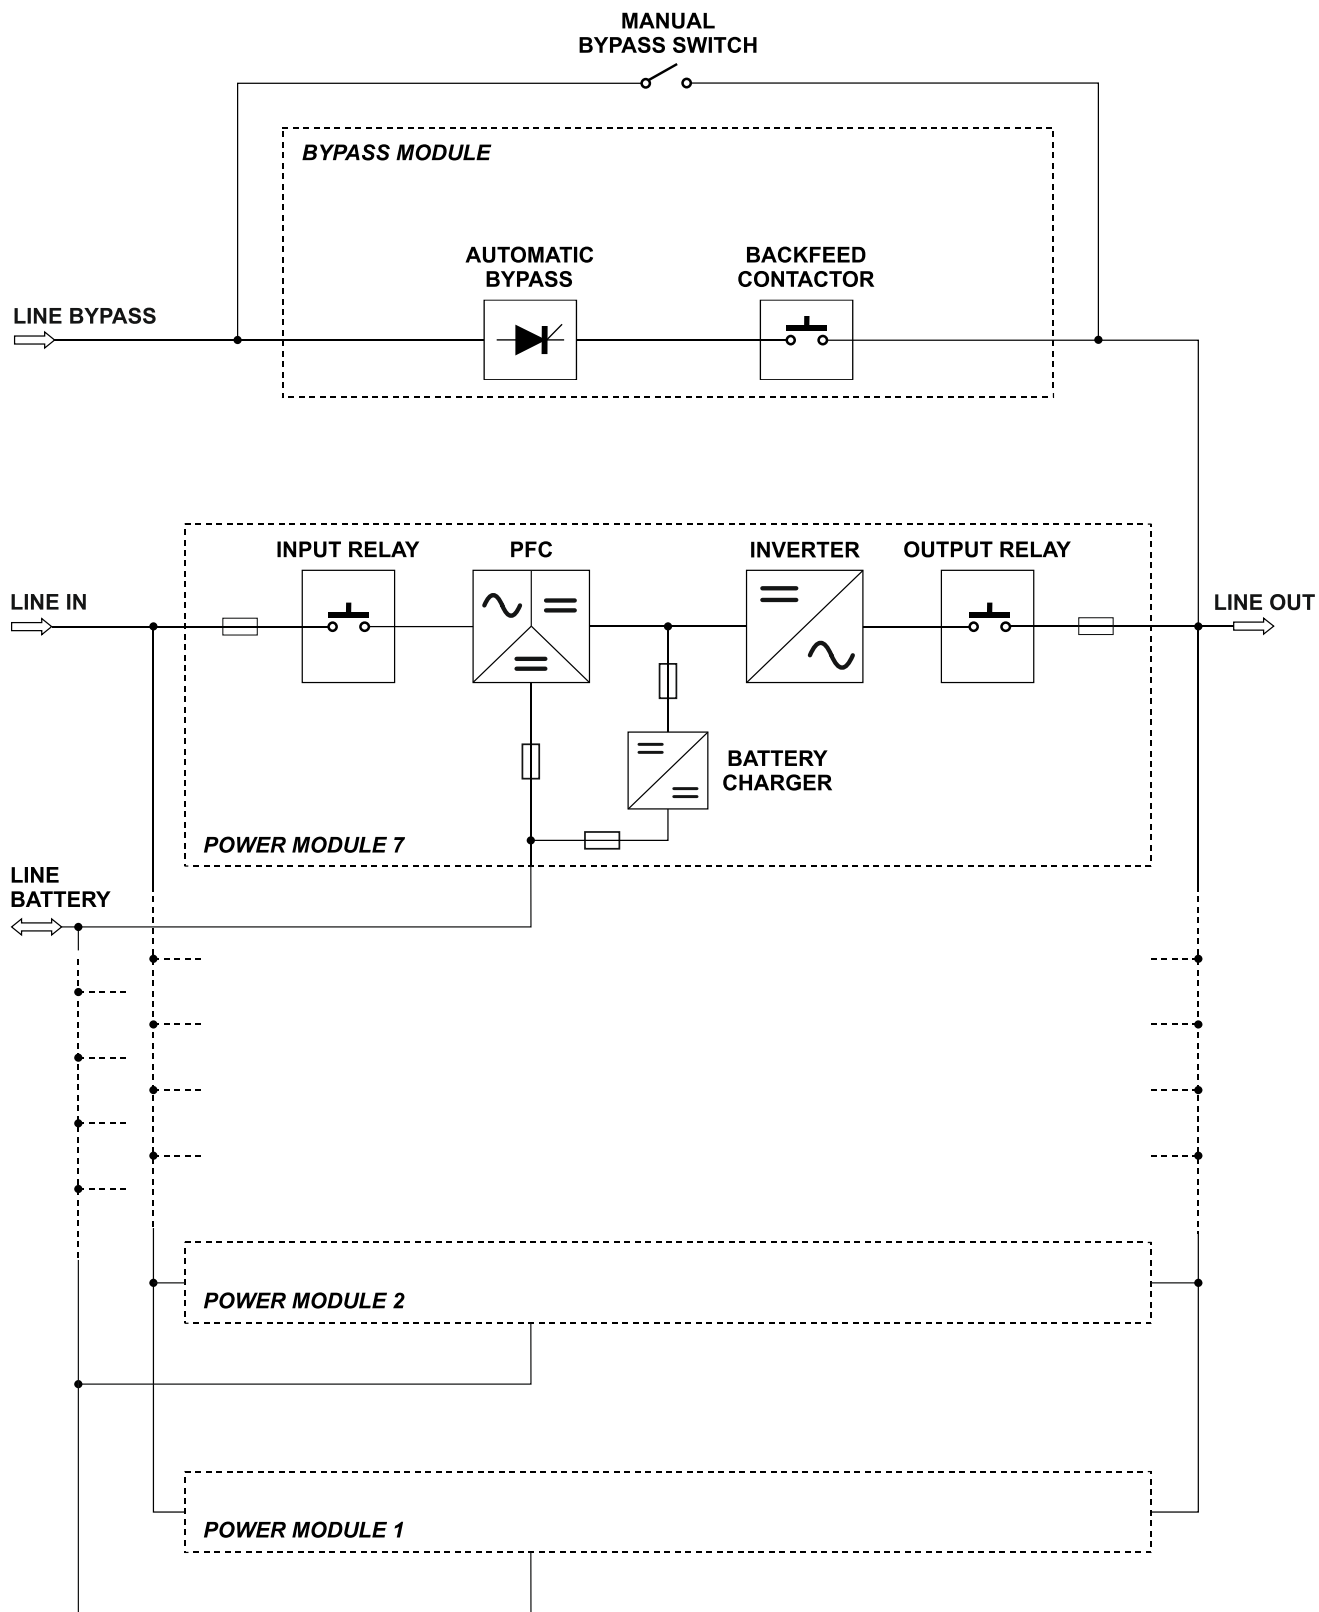 MANUAL
BYPASS SWITCH
BYPASS MODULE
AUTOMATIC
BYPASS
BACKFEED
CONTACTOR
LINE BYPASS
INPUT RELAY
PFC
INVERTER
OUTPUT RELAY
LINE IN
LINE OUT
BATTERY
CHARGER
POWER MODULE 7
LINE
BATTERY
POWER MODULE 2
POWER MODULE 1